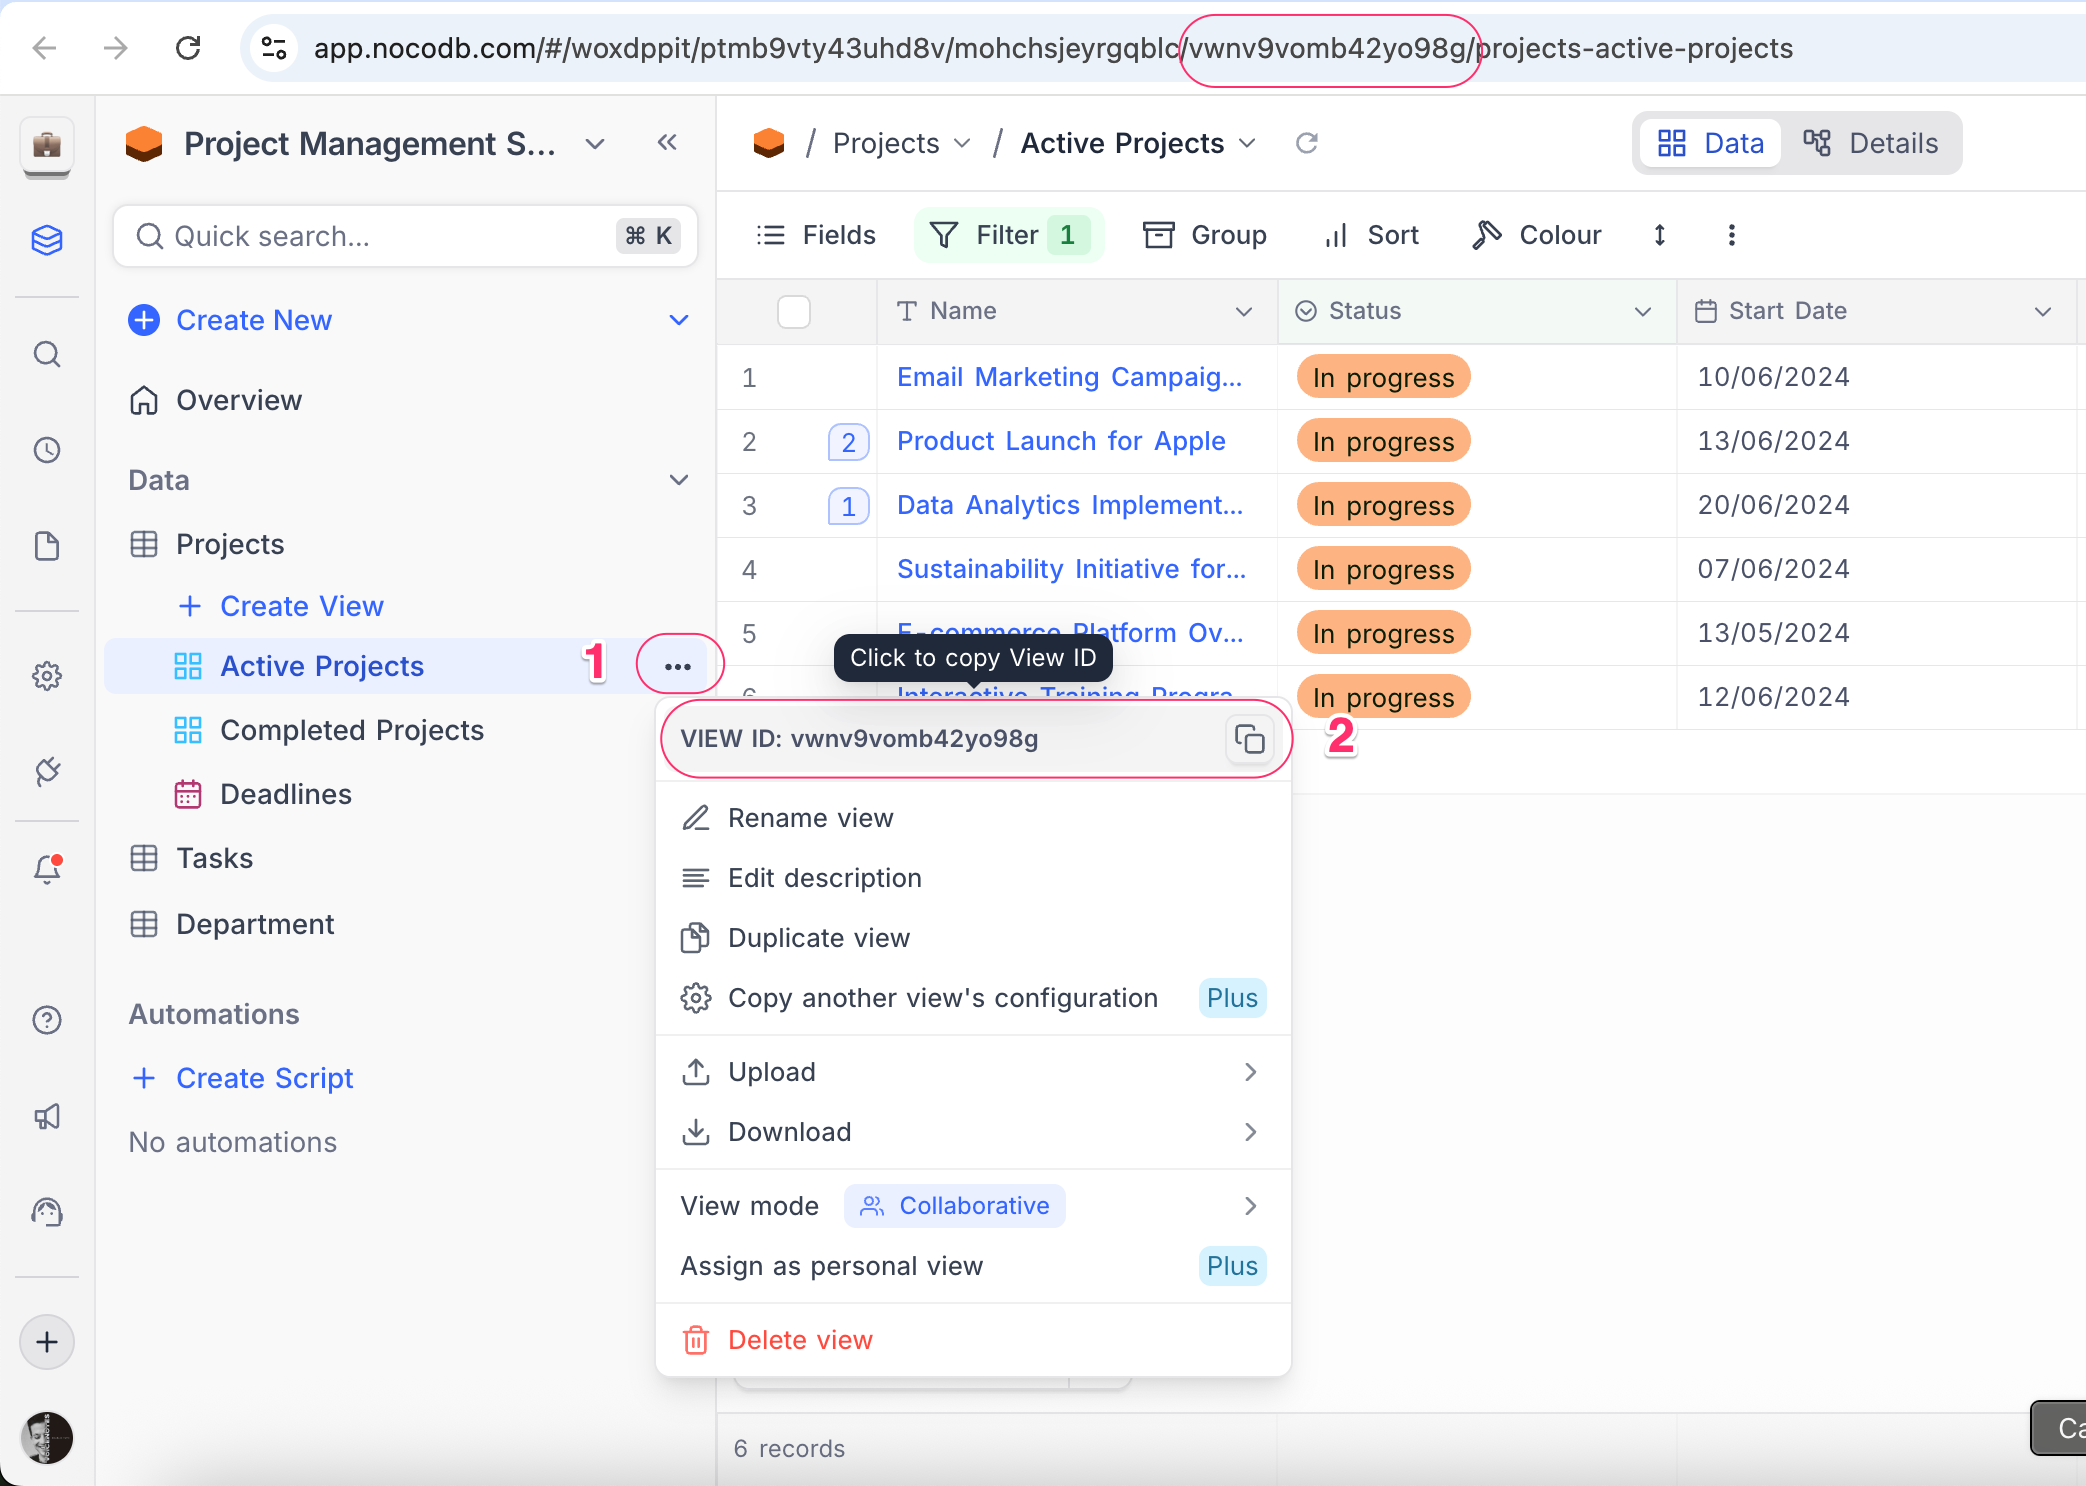 app.nocodb.com/#/woxdppit/ptmb9vty43uhd8v/mohchsjeyrgqblc/vwnv9vomb42yo98g/projects-active-projects
Project Management S...
Quick search...
⌘ K
Create New
Overview
Data
Projects
Create View
Active Projects
1
Completed Projects
Deadlines
Tasks
Department
Automations
Create Script
No automations
/ Projects / Active Projects
Data
Details
Fields
Filter 1
Group
Sort
Colour
Name
Status
Start Date
1 Email Marketing Campaig... In progress 10/06/2024
2 2 Product Launch for Apple In progress 13/06/2024
3 1 Data Analytics Implement... In progress 20/06/2024
4 Sustainability Initiative for... In progress 07/06/2024
5 E-commerce Platform Ov... In progress 13/05/2024
6 Interactive Training Progra In progress 12/06/2024
Click to copy View ID
VIEW ID: vwnv9vomb42yo98g
2
Rename view
Edit description
Duplicate view
Copy another view's configuration Plus
Upload
Download
View mode Collaborative
Assign as personal view Plus
Delete view
6 records